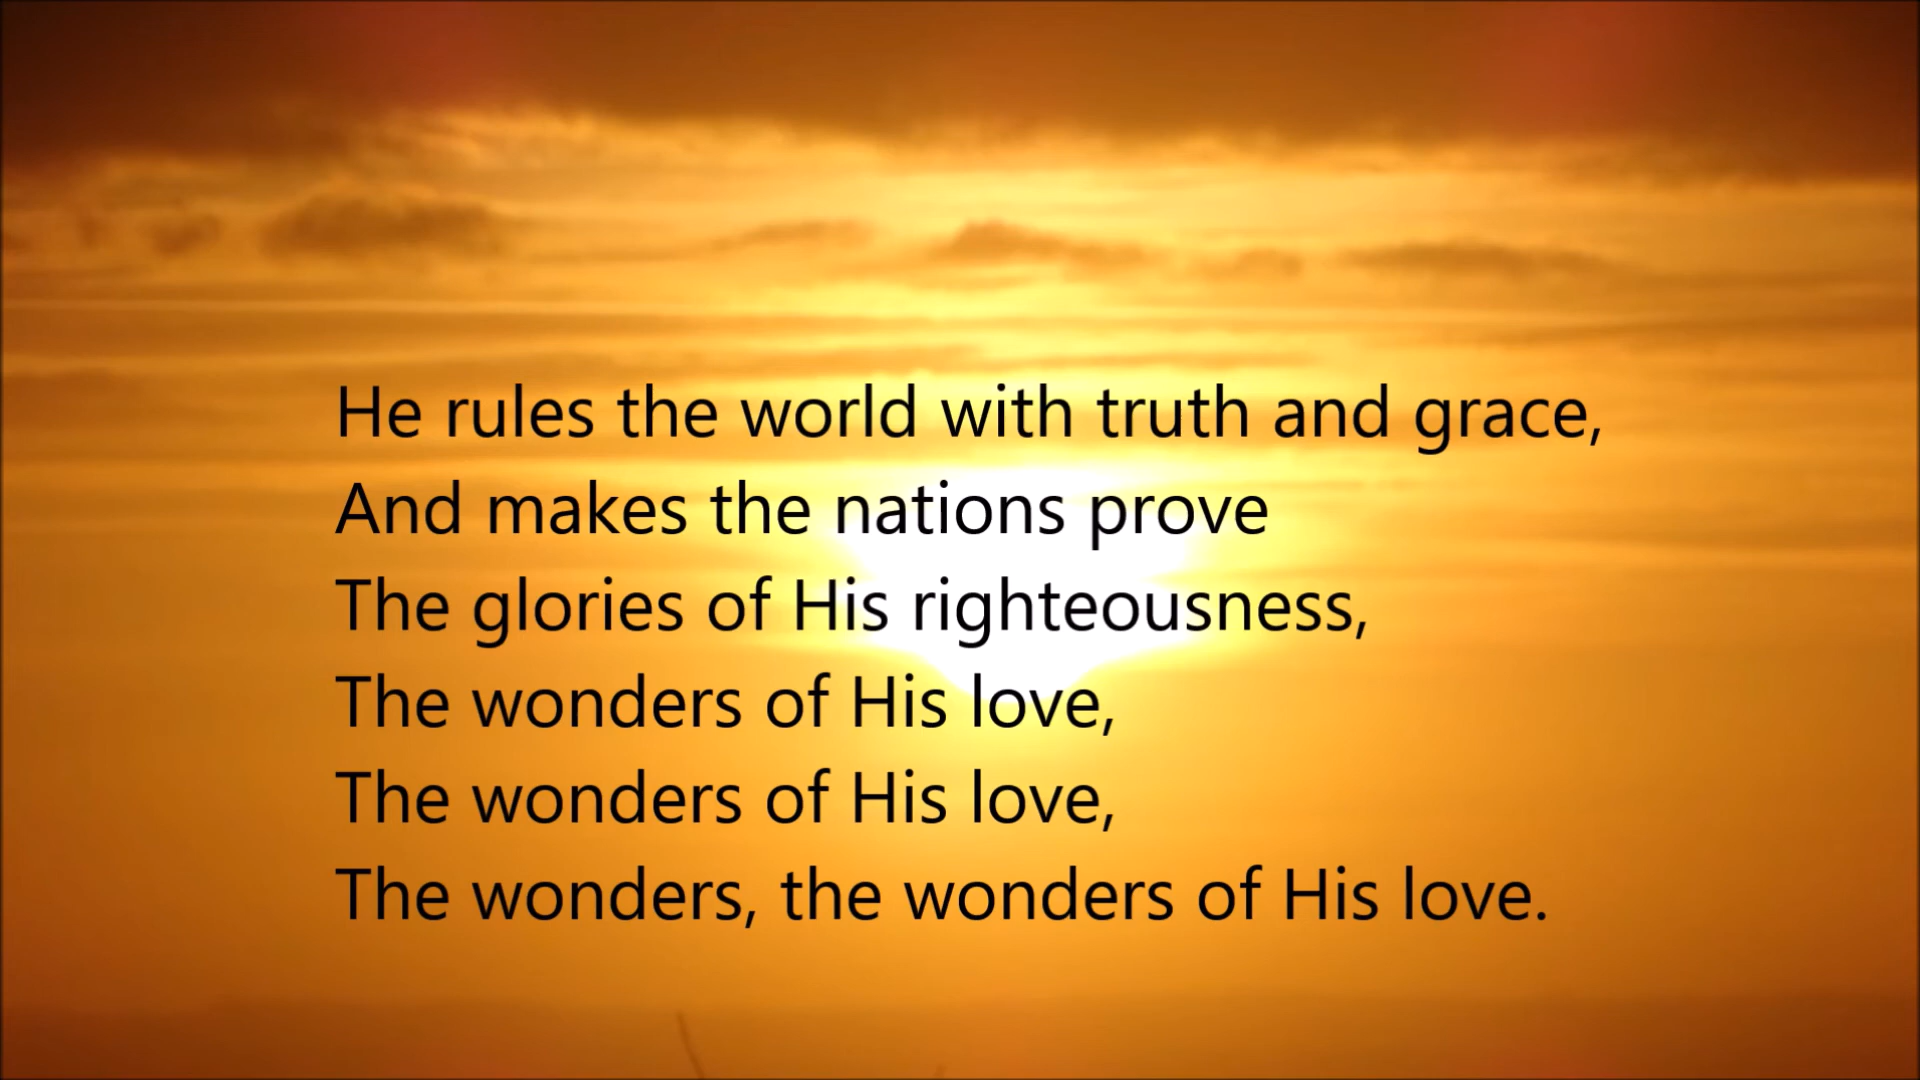 He rules the world with truth and grace,
And makes the nations prove
The glories of His righteousness,
The wonders of His love,
The wonders of His love,
The wonders, the wonders of His love.